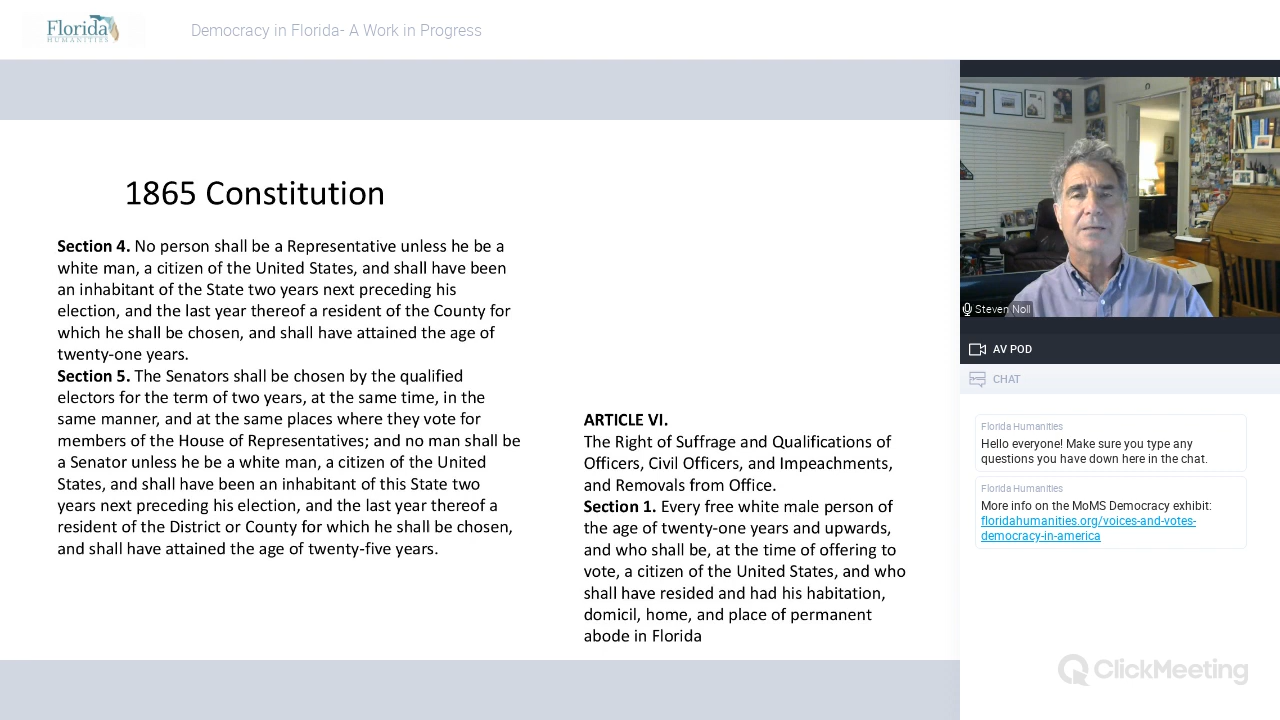 Florida
HUMANITIES
Democracy in Florida- A Work in Progress
1865 Constitution
Section 4. No person shall be a Representative unless he be a
white man, a citizen of the United States, and shall have been
an inhabitant of the State two years next preceding his
election, and the last year thereof a resident of the County for
which he shall be chosen, and shall have attained the age of
twenty-one years.
Section 5. The Senators shall be chosen by the qualified
electors for the term of two years, at the same time, in the
same manner, and at the same places where they vote for
members of the House of Representatives; and no man shall be
a Senator unless he be a white man, a citizen of the United
States, and shall have been an inhabitant of this State two
years next preceding his election, and the last year thereof a
resident of the District or County for which he shall be chosen,
and shall have attained the age of twenty-five years.
ARTICLE VI.
The Right of Suffrage and Qualifications of
Officers, Civil Officers, and Impeachments,
and Removals from Office.
Section 1. Every free white male person of
the age of twenty-one years and upwards,
and who shall be, at the time of offering to
vote, a citizen of the United States, and who
shall have resided and had his habitation,
domicil, home, and place of permanent
abode in Florida
Steven Noll
AV POD
CHAT
Florida Humanities
Hello everyone! Make sure you type any
questions you have down here in the chat.
Florida Humanities
More info on the MoMS Democracy exhibit:
floridahumanities.org/voices-and-votes-
democracy-in-america
ClickMeeting